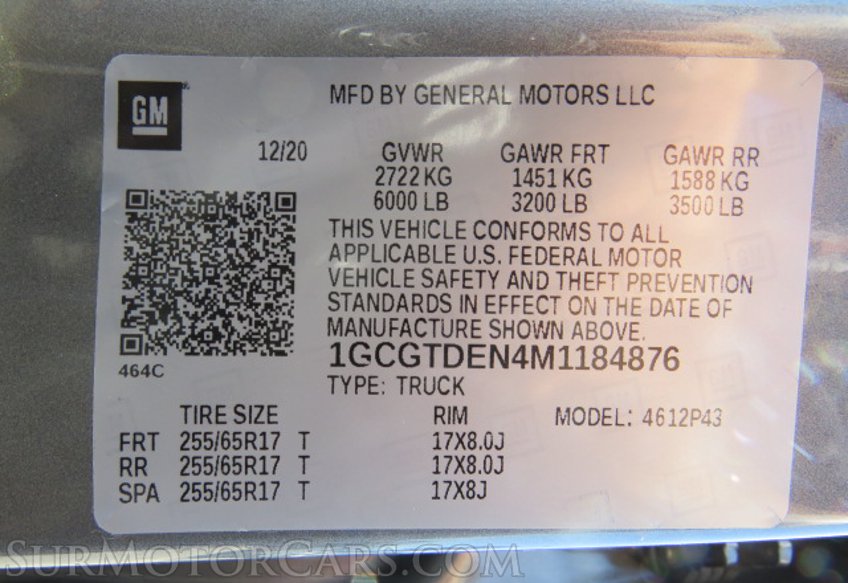 GM
MFD BY GENERAL MOTORS LLC
12/20 GVWR GAWR FRT GAWR RR
2722 KG 1451 KG 1588 KG
6000 LB 3200 LB 3500 LB
THIS VEHICLE CONFORMS TO ALL
APPLICABLE U.S. FEDERAL MOTOR
VEHICLE SAFETY AND THEFT PREVENTION
STANDARDS IN EFFECT ON THE DATE OF
MANUFACTURE SHOWN ABOVE.
1GCGTDEN4M1184876
464C
TYPE: TRUCK
TIRE SIZE RIM MODEL: 4612P43
FRT 255/65R17 T 17X8.0J
RR 255/65R17 T 17X8.0J
SPA 255/65R17 T 17X8J
SURMOTORCARS.COM